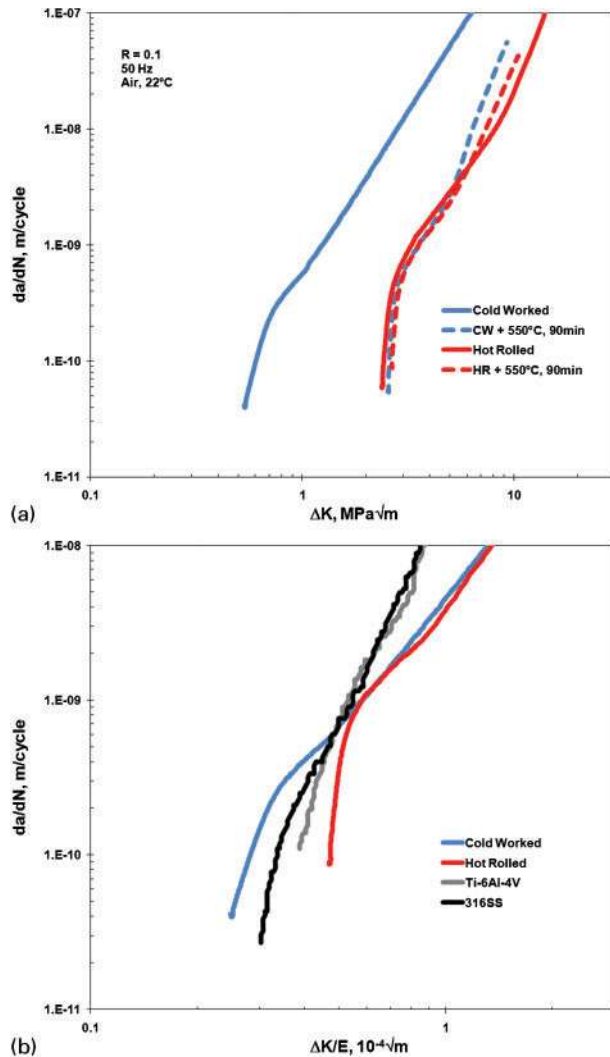 1.E-07
R = 0.1
50 Hz
Air, 22ºC
1.E-08
da/dN, m/cycle
1.E-09
Cold Worked
CW + 550ºC, 90min
1.E-10
Hot Rolled
HR + 550ºC, 90min
1.E-11
0.1
1
10
(a)
ΔK, MPa√m
1.E-08
da/dN, m/cycle
1.E-09
Cold Worked
1.E-10
Hot Rolled
Ti-6Al-4V
316SS
1.E-11
0.1
1
(b)
ΔK/E, 10⁻⁴√m